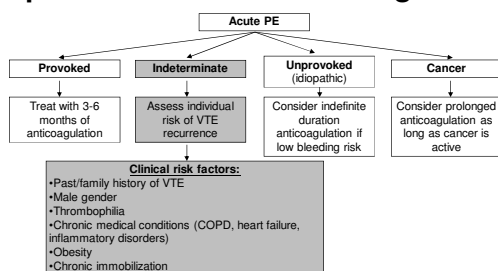 Acute PE
Provoked
Indeterminate
Unprovoked
(idiopathic)
Cancer
Treat with 3-6
months of
anticoagulation
Assess individual
risk of VTE
recurrence
Consider indefinite
duration
anticoagulation if
low bleeding risk
Consider prolonged
anticoagulation as
long as cancer is
active
Clinical risk factors:
•Past/family history of VTE
•Male gender
•Thrombophilia
•Chronic medical conditions (COPD, heart failure,
inflammatory disorders)
•Obesity
•Chronic immobilization